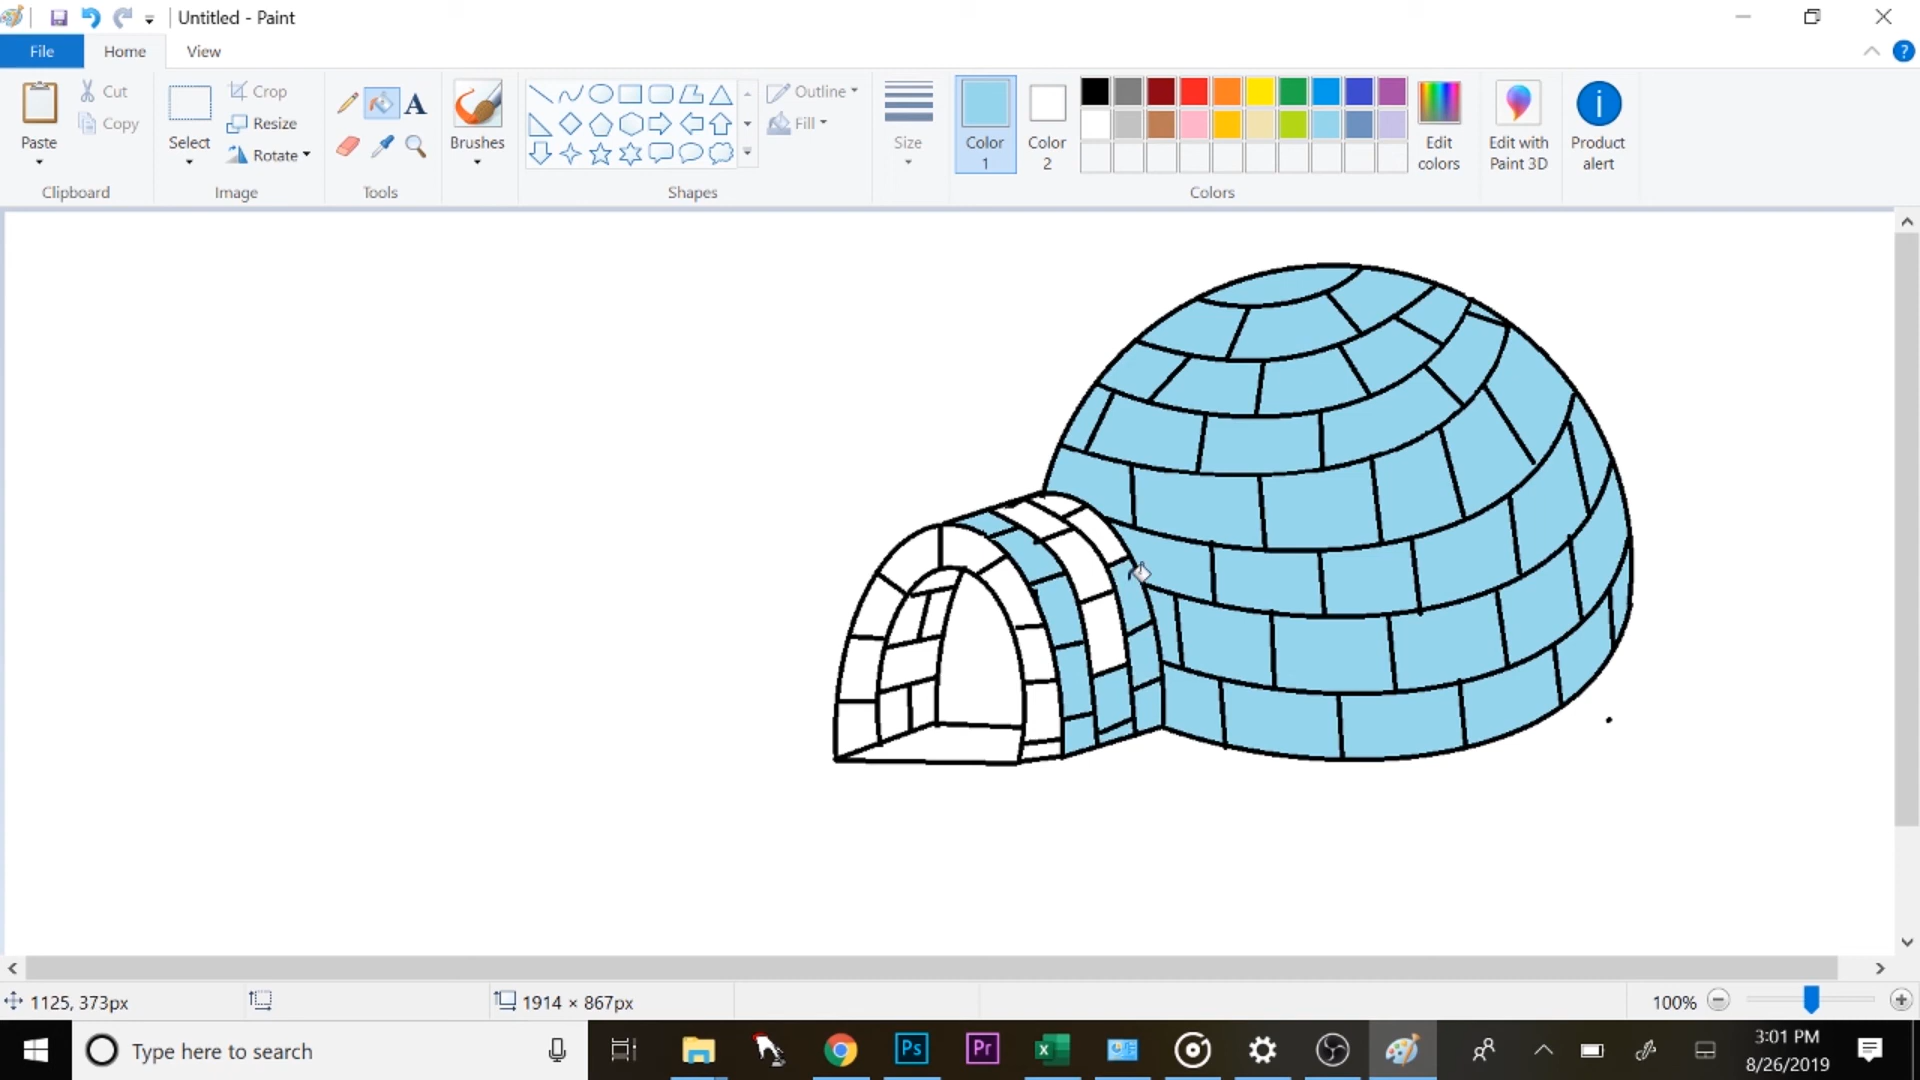 Untitled - Paint
File
Home
View
Paste
Cut
Copy
Clipboard
Select
Crop
Resize
Rotate
Image
A
Tools
Brushes
Shapes
Outline
Fill
Size
Color
1
Color
2
Colors
Edit
colors
Edit with
Paint 3D
Product
alert
1125, 373px
1914 × 867px
100%
Type here to search
Ps
Pr
3:01 PM
8/26/2019